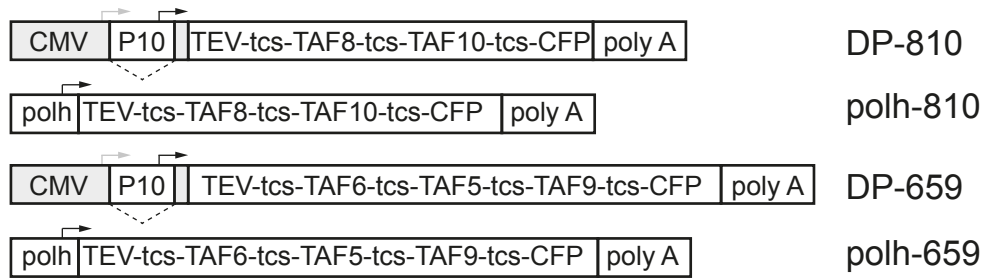 CMV P10 TEV-tcs-TAF8-tcs-TAF10-tcs-CFP poly A DP-810
polh TEV-tcs-TAF8-tcs-TAF10-tcs-CFP poly A polh-810
CMV P10 TEV-tcs-TAF6-tcs-TAF5-tcs-TAF9-tcs-CFP poly A DP-659
polh TEV-tcs-TAF6-tcs-TAF5-tcs-TAF9-tcs-CFP poly A polh-659